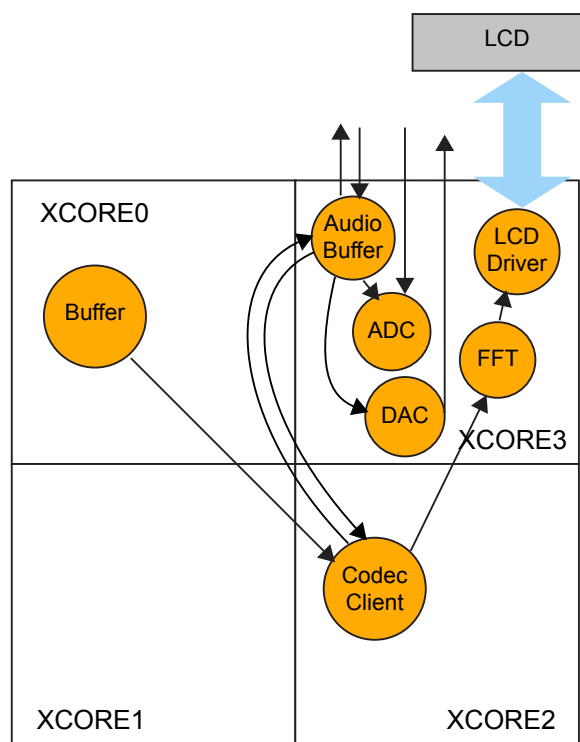 LCD
XCORE0
Audio
Buffer
LCD
Driver
Buffer
ADC
FFT
DAC
XCORE3
Codec
Client
XCORE1
XCORE2